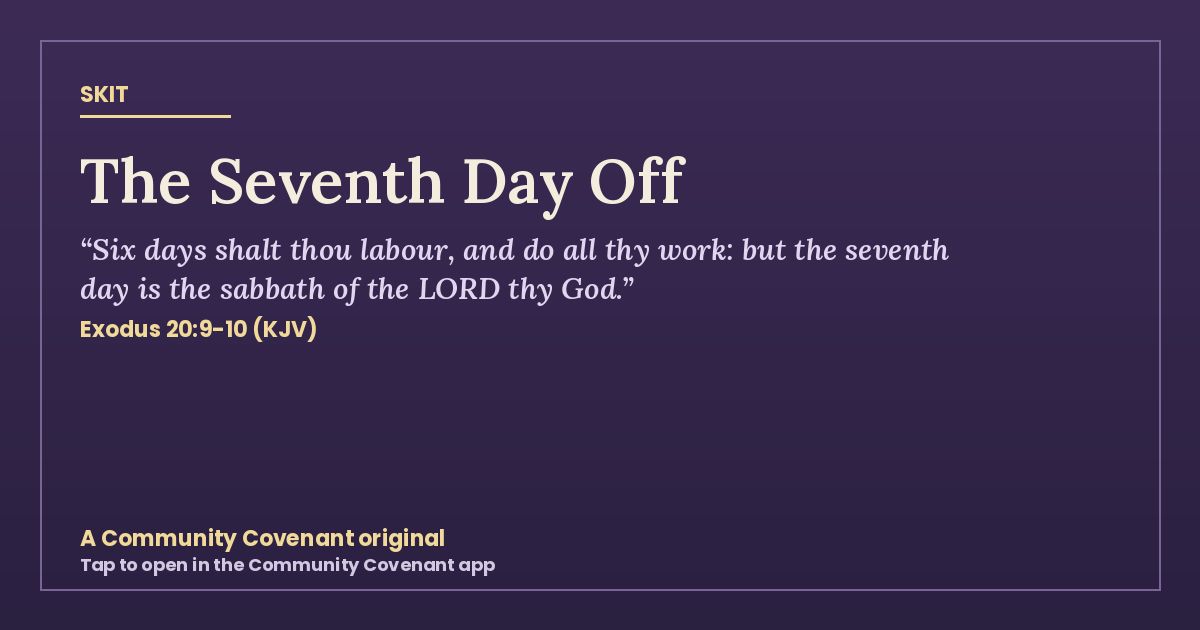 SKIT
The Seventh Day Off
“Six days shalt thou labour, and do all thy work: but the seventh
day is the sabbath of the LORD thy God.”
Exodus 20:9–10 (KJV)
A Community Covenant original
Tap to open in the Community Covenant app